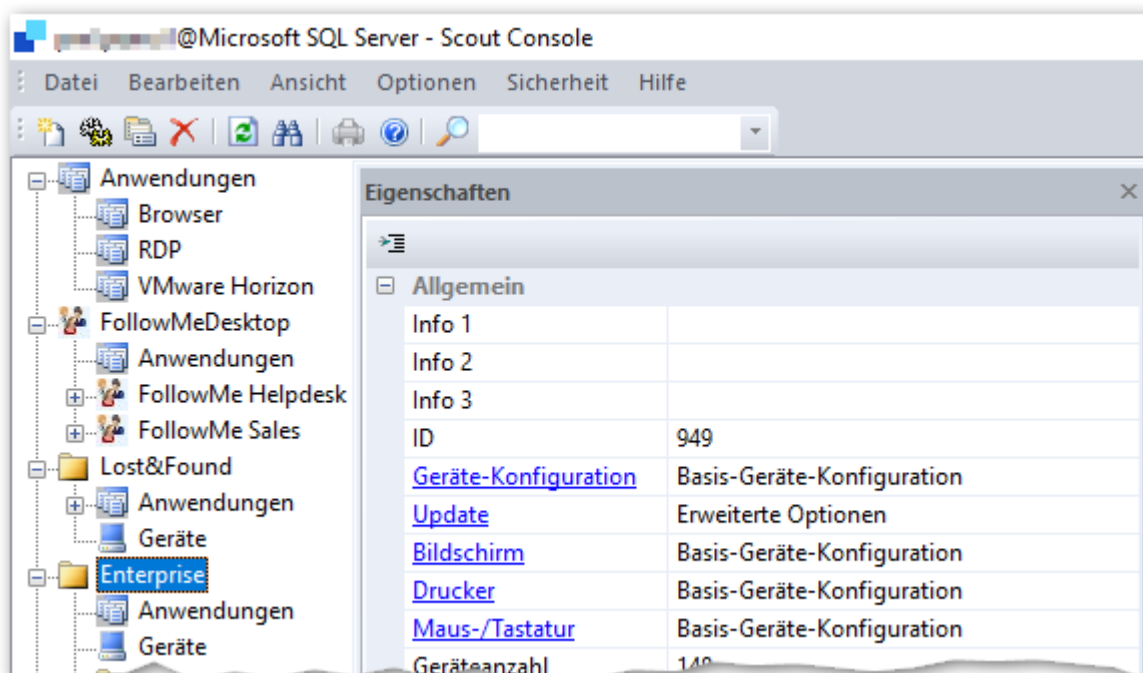 @Microsoft SQL Server - Scout Console
Datei Bearbeiten Ansicht Optionen Sicherheit Hilfe
Anwendungen
Browser
RDP
VMware Horizon
FollowMeDesktop
Anwendungen
FollowMe Helpdesk
FollowMe Sales
Lost&Found
Anwendungen
Geräte
Enterprise
Anwendungen
Geräte
Eigenschaften
Allgemein
Info 1
Info 2
Info 3
ID 949
Geräte-Konfiguration Basis-Geräte-Konfiguration
Update Erweiterte Optionen
Bildschirm Basis-Geräte-Konfiguration
Drucker Basis-Geräte-Konfiguration
Maus-/Tastatur Basis-Geräte-Konfiguration
Geräteanzahl